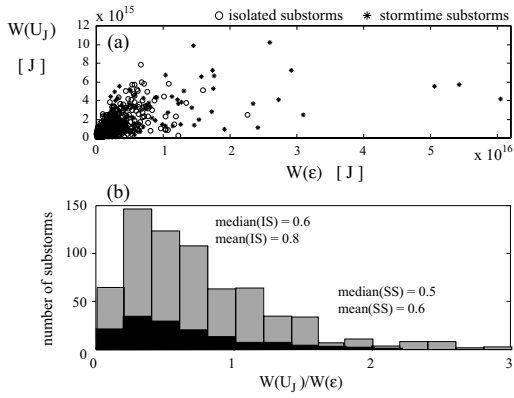 x 10^15
○ isolated substorms * stormtime substorms
W(U_J)
[ J ]
(a)
12
10
8
6
4
2
0
0 1 2 3 4 5 x 10^16
W(ε) [ J ]
(b)
150
100
50
0
number of substorms
median(IS) = 0.6
mean(IS) = 0.8
median(SS) = 0.5
mean(SS) = 0.6
0 1 2 3
W(U_J)/W(ε)